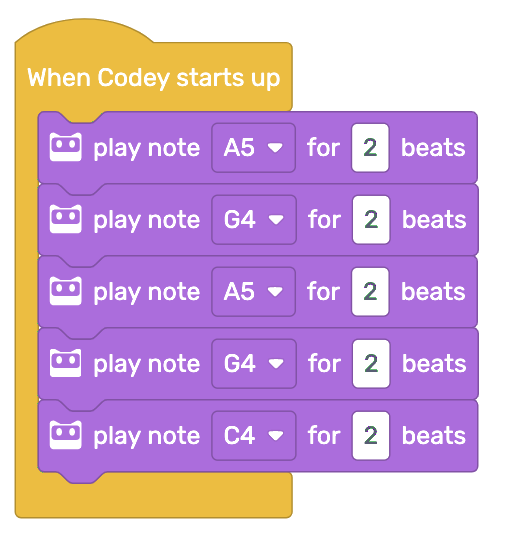 When Codey starts up
play note A5 for 2 beats
play note G4 for 2 beats
play note A5 for 2 beats
play note G4 for 2 beats
play note C4 for 2 beats